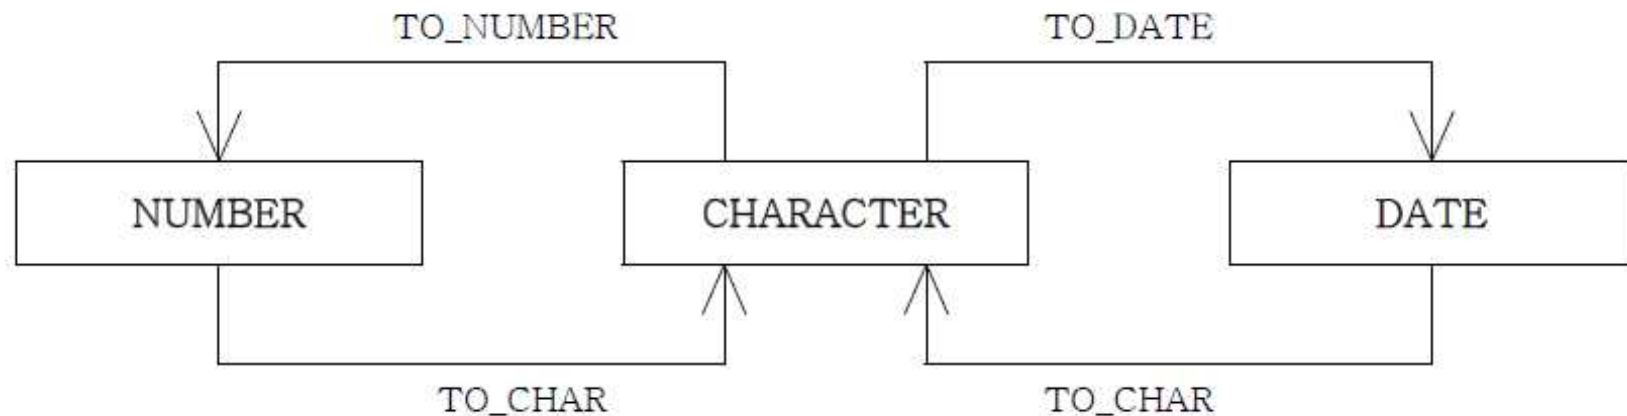 TO_NUMBER TO_DATE
NUMBER CHARACTER DATE
TO_CHAR TO_CHAR